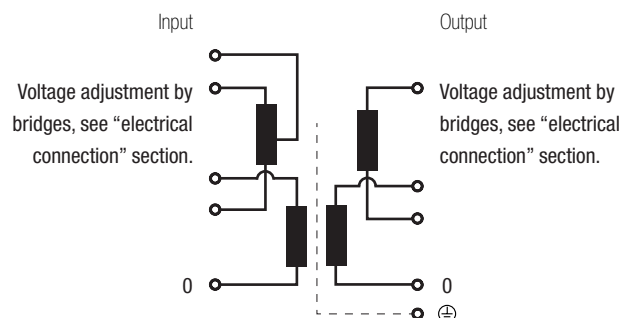 Input
Output
Voltage adjustment by
bridges, see “electrical
connection” section.
Voltage adjustment by
bridges, see “electrical
connection” section.
0
0